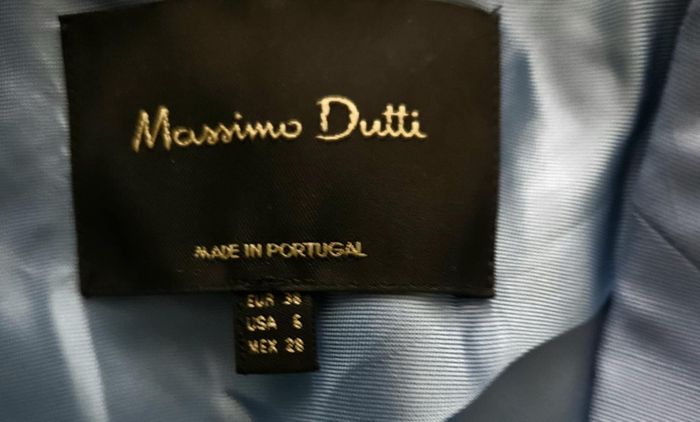 Massimo Dutti
MADE IN PORTUGAL
EUR 38
USA 6
MEX 28